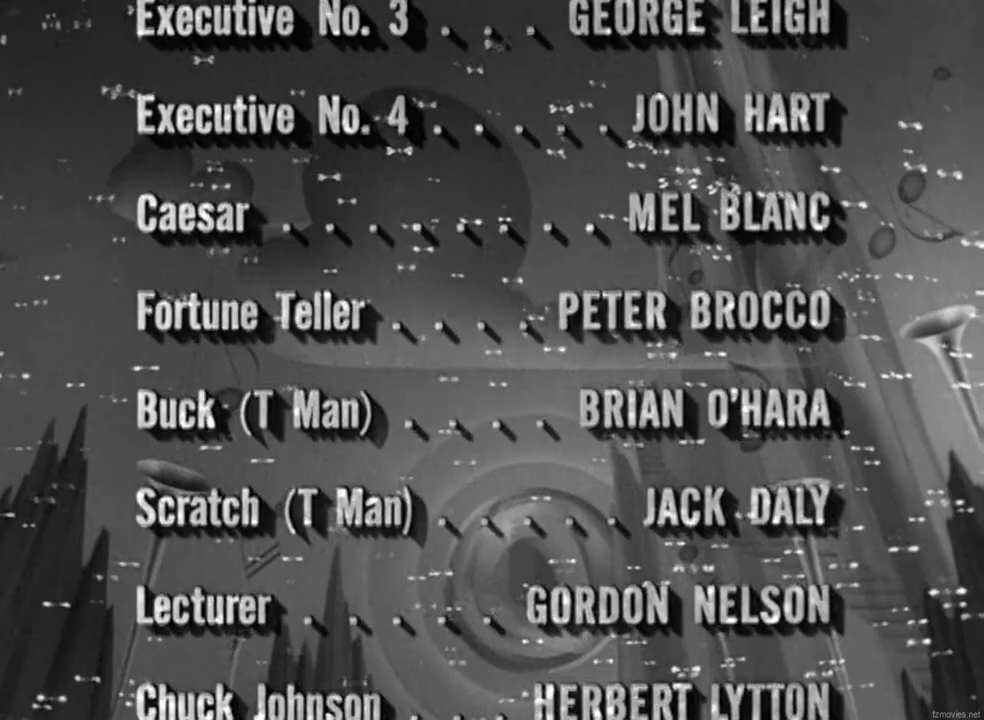 Executive No. 3 . . . GEORGE LEIGH
Executive No. 4 . . . . . JOHN HART
Caesar . . . . . . . . MEL BLANC
Fortune Teller . . . . PETER BROCCO
Buck (T Man) . . . . BRIAN O'HARA
Scratch (T Man) . . . . . JACK DALY
Lecturer . . . . . GORDON NELSON
Chuck Johnson . . . HERBERT LYTTON
fzmovies.net